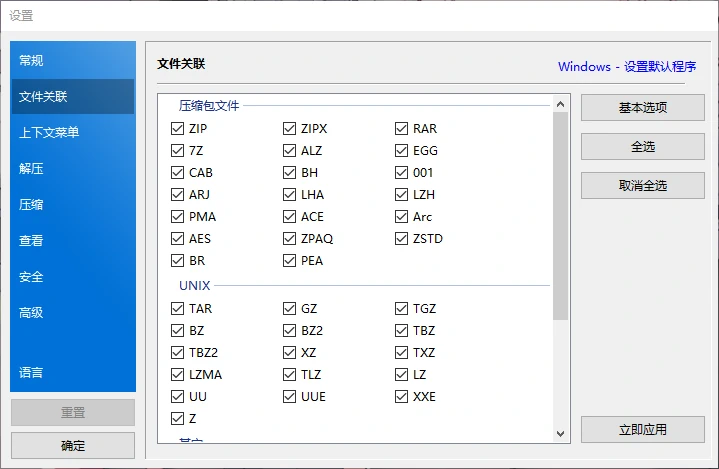 设置
常规
文件关联
上下文菜单
解压
压缩
查看
安全
高级
语言
重置
确定
文件关联
Windows - 设置默认程序
压缩包文件
ZIP ZIPX RAR
7Z ALZ EGG
CAB BH 001
ARJ LHA LZH
PMA ACE Arc
AES ZPAQ ZSTD
BR PEA
UNIX
TAR GZ TGZ
BZ BZ2 TBZ
TBZ2 XZ TXZ
LZMA TLZ LZ
UU UUE XXE
Z
基本选项
全选
取消全选
立即应用